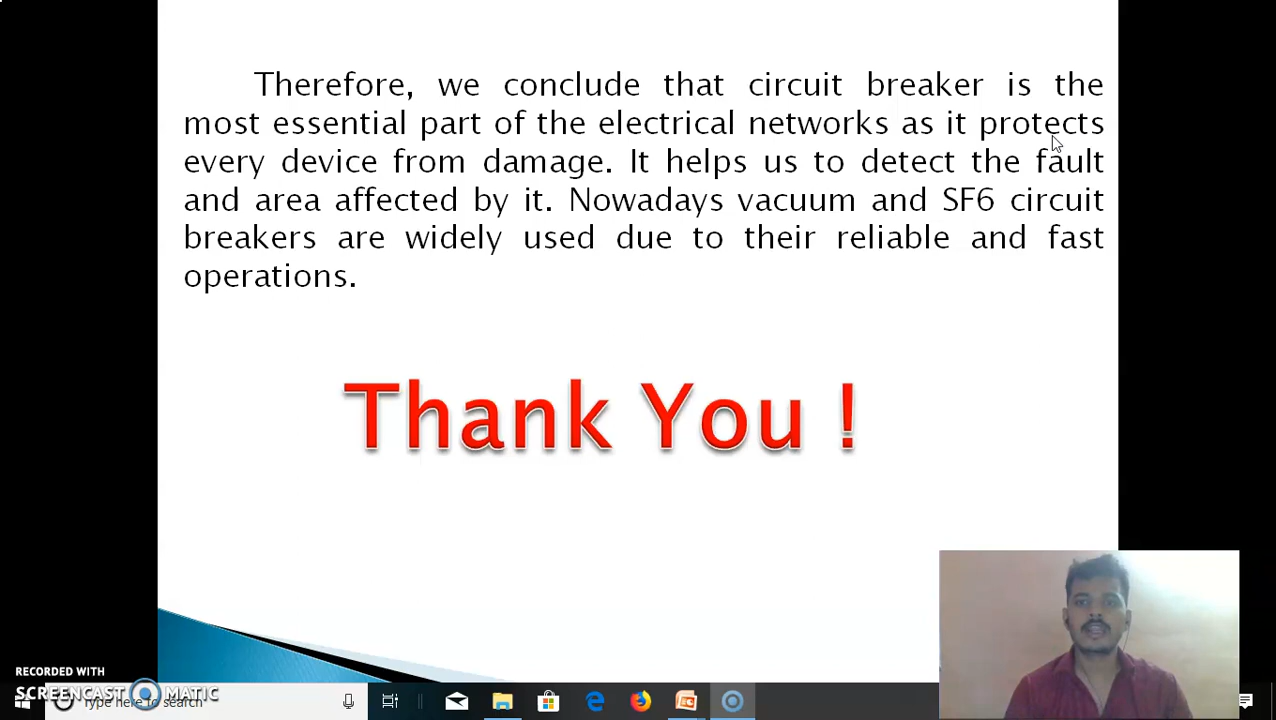 Therefore, we conclude that circuit breaker is the
most essential part of the electrical networks as it protects
every device from damage. It helps us to detect the fault
and area affected by it. Nowadays vacuum and SF6 circuit
breakers are widely used due to their reliable and fast
operations.
Thank You !
RECORDED WITH
SCREENCAST MATIC
Type here to search